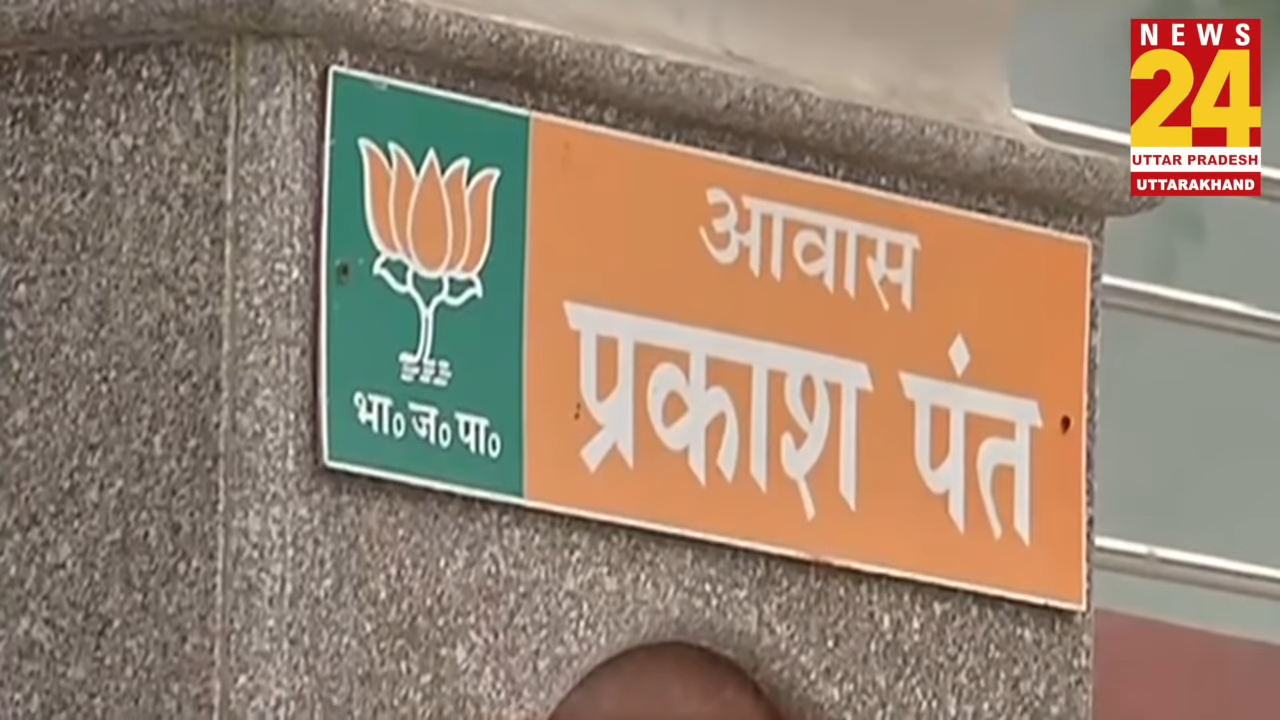 आवास
प्रकाश पंत
भा० ज० पा०
NEWS
24
UTTAR PRADESH
UTTARAKHAND